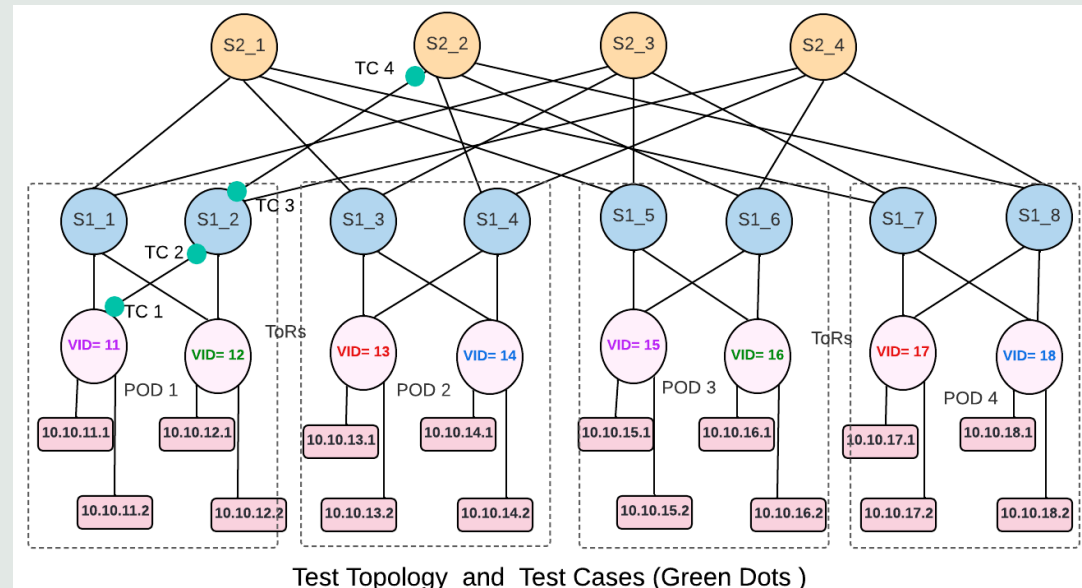 S2_1
S2_2
S2_3
S2_4
TC 4
S1_1
S1_2
TC 3
S1_3
S1_4
S1_5
S1_6
S1_7
S1_8
TC 2
TC 1
ToRs
ToRs
VID= 11
VID= 12
VID= 13
VID= 14
VID= 15
VID= 16
VID= 17
VID= 18
POD 1
POD 2
POD 3
POD 4
10.10.11.1
10.10.12.1
10.10.13.1
10.10.14.1
10.10.15.1
10.10.16.1
10.10.17.1
10.10.18.1
10.10.11.2
10.10.12.2
10.10.13.2
10.10.14.2
10.10.15.2
10.10.16.2
10.10.17.2
10.10.18.2
Test Topology and Test Cases (Green Dots )